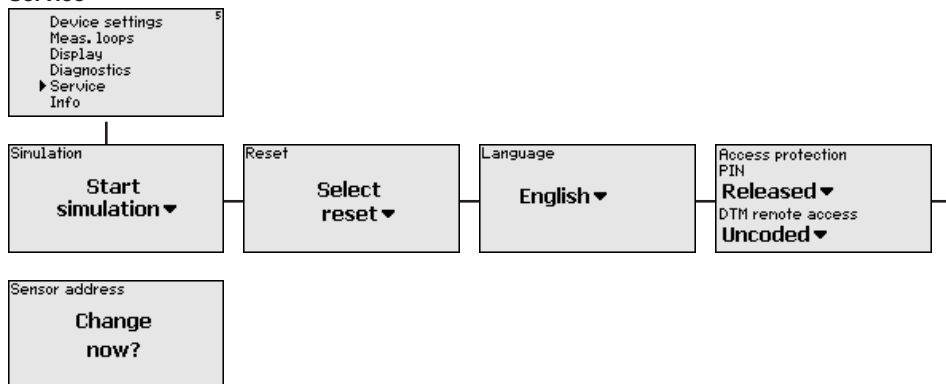 Service
Device settings
5
Meas. loops
Display
Diagnostics
Service
Info
Simulation
Start
simulation
Reset
Select
reset
Language
English
Access protection
PIN
Released
DTM remote access
Uncoded
Sensor address
Change
now?